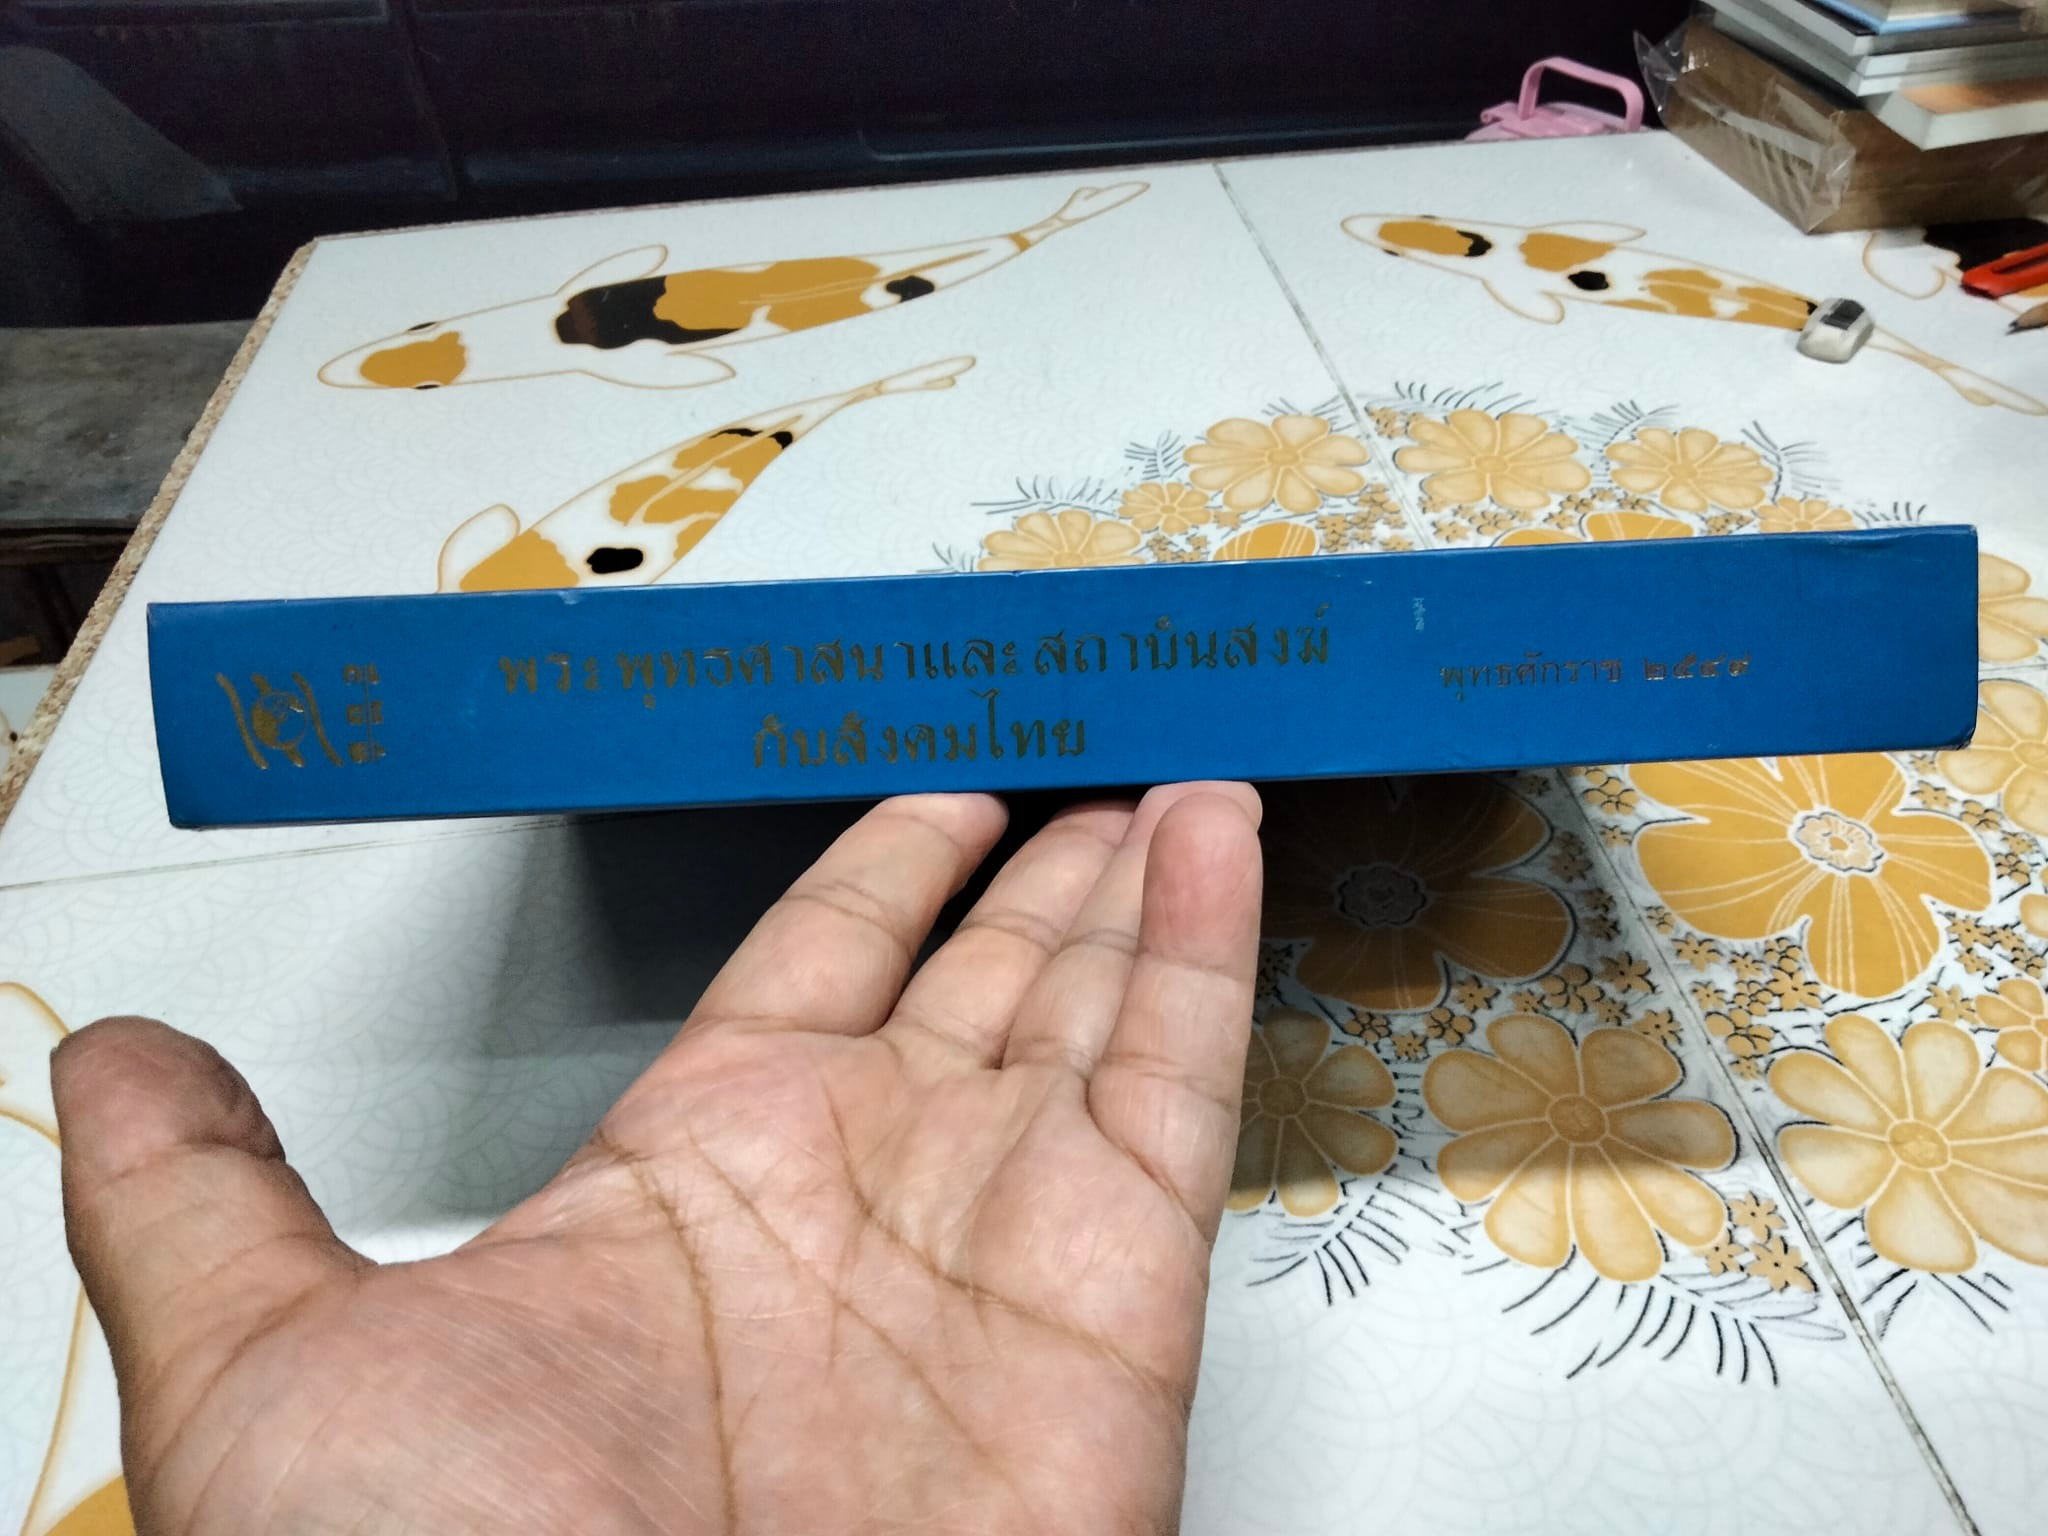 พระพุทธศาสนาและสถาบันสงฆ์
กับสังคมไทย
พุทธศักราช ๒๕๔๙